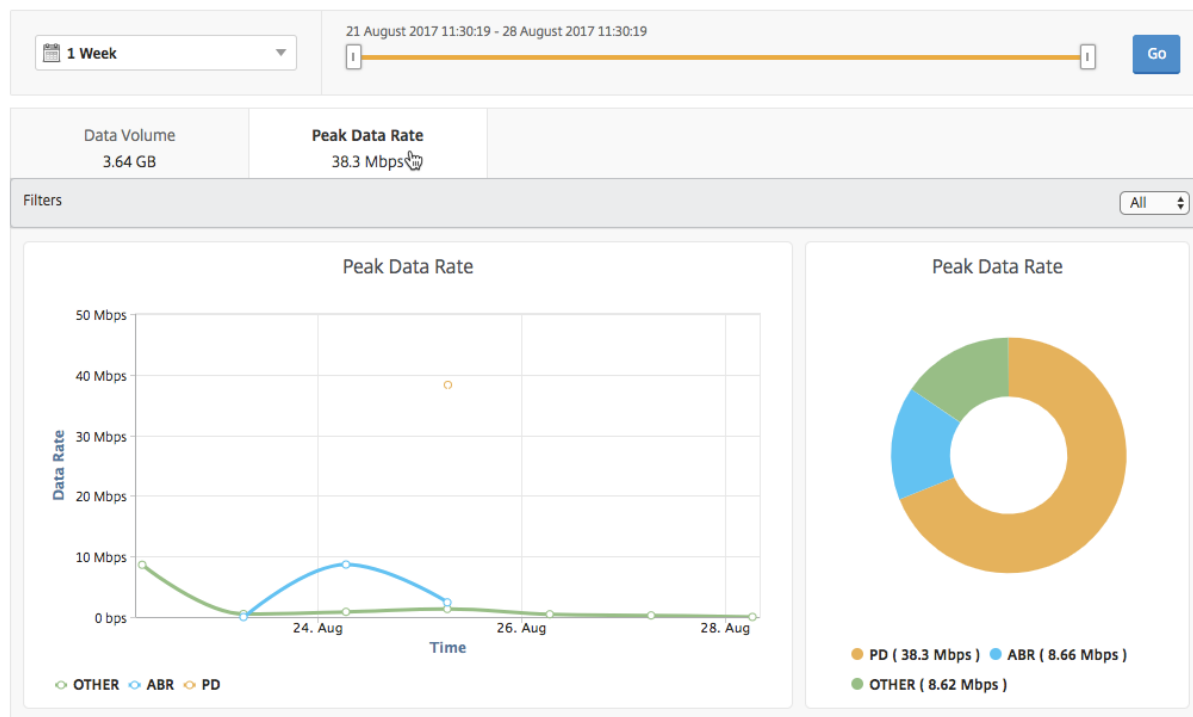 21 August 2017 11:30:19 - 28 August 2017 11:30:19
1 Week
Go
Data Volume
3.64 GB
Peak Data Rate
38.3 Mbps
Filters
All
Peak Data Rate
50 Mbps
40 Mbps
30 Mbps
20 Mbps
10 Mbps
0 bps
Data Rate
24. Aug
26. Aug
28. Aug
Time
OTHER ABR PD
Peak Data Rate
PD ( 38.3 Mbps ) ABR ( 8.66 Mbps )
OTHER ( 8.62 Mbps )